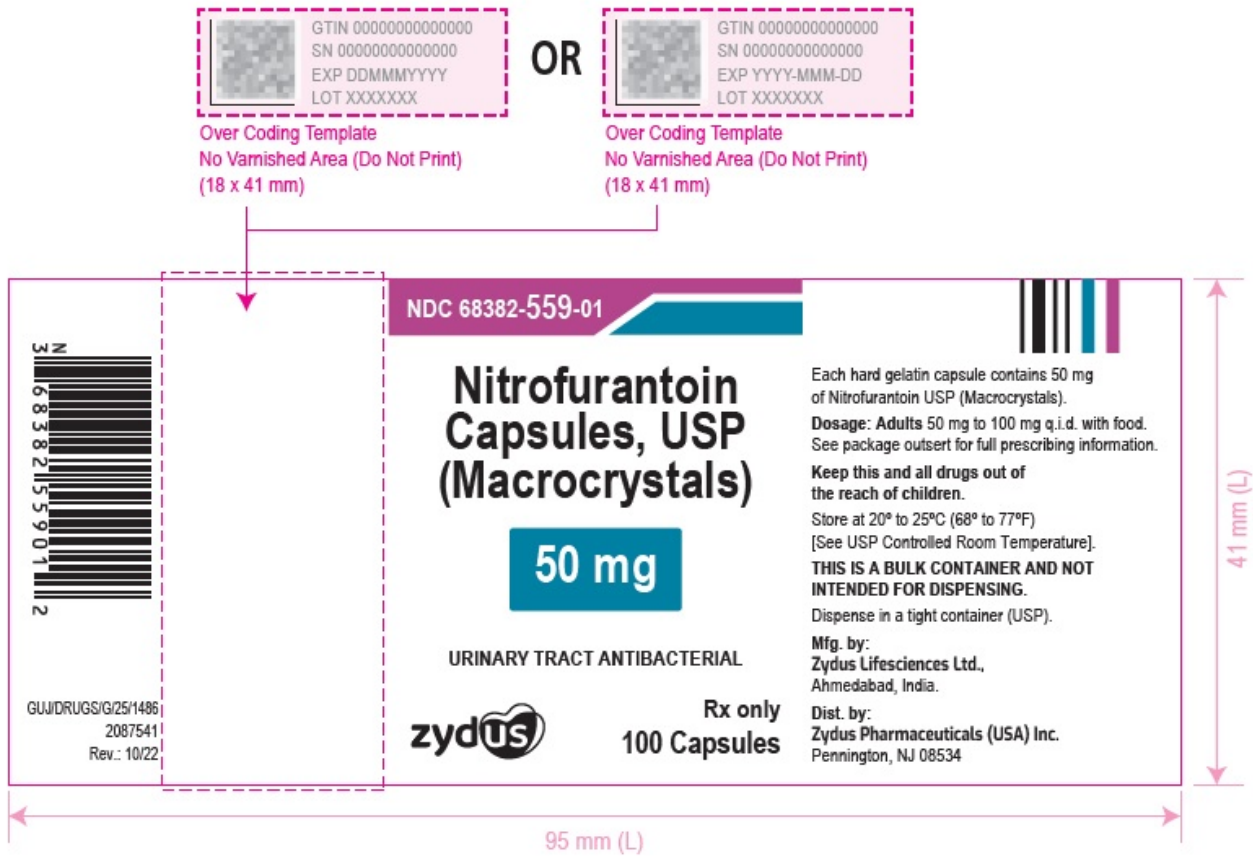 GTIN 00000000000000
SN 00000000000000
EXP DDMMMYYYY
LOT XXXXXXX
OR
GTIN 00000000000000
SN 00000000000000
EXP YYYY-MMM-DD
LOT XXXXXXX
Over Coding Template
No Varnished Area (Do Not Print)
(18 x 41 mm)
Over Coding Template
No Varnished Area (Do Not Print)
(18 x 41 mm)
N
3 68382 55901 2
GUJ/DRUGS/G/25/1486
2087541
Rev.: 10/22
NDC 68382-559-01
Nitrofurantoin
Capsules, USP
(Macrocrystals)
50 mg
URINARY TRACT ANTIBACTERIAL
zydus
Rx only
100 Capsules
Each hard gelatin capsule contains 50 mg
of Nitrofurantoin USP (Macrocrystals).
Dosage: Adults 50 mg to 100 mg q.i.d. with food.
See package outsert for full prescribing information.
Keep this and all drugs out of
the reach of children.
Store at 20º to 25ºC (68º to 77ºF)
[See USP Controlled Room Temperature].
THIS IS A BULK CONTAINER AND NOT
INTENDED FOR DISPENSING.
Dispense in a tight container (USP).
Mfg. by:
Zydus Lifesciences Ltd.,
Ahmedabad, India.
Dist. by:
Zydus Pharmaceuticals (USA) Inc.
Pennington, NJ 08534
41 mm (L)
95 mm (L)